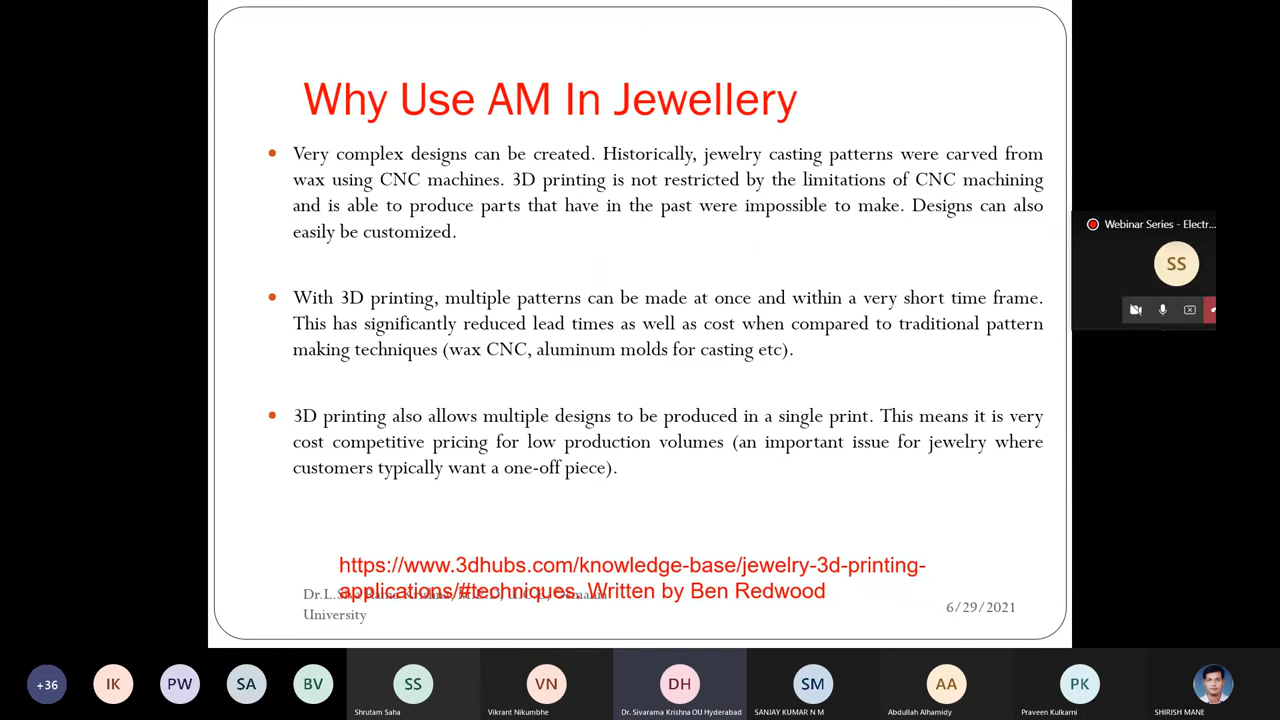 Why Use AM In Jewellery
• Very complex designs can be created. Historically, jewelry casting patterns were carved from
wax using CNC machines. 3D printing is not restricted by the limitations of CNC machining
and is able to produce parts that have in the past were impossible to make. Designs can also
easily be customized.
• With 3D printing, multiple patterns can be made at once and within a very short time frame.
This has significantly reduced lead times as well as cost when compared to traditional pattern
making techniques (wax CNC, aluminum molds for casting etc).
• 3D printing also allows multiple designs to be produced in a single print. This means it is very
cost competitive pricing for low production volumes (an important issue for jewelry where
customers typically want a one-off piece).
https://www.3dhubs.com/knowledge-base/jewelry-3d-printing-
applications/#techniques. Written by Ben Redwood
Dr.L.
University
6/29/2021
Webinar Series - Electr...
SS
+36
IK
PW
SA
BV
SS
VN
DH
SM
AA
PK
Shrutam Saha
Vikrant Nikumbhe
Dr. Sivarama Krishna OU Hyderabad
SANJAY KUMAR N M
Abdullah Alhamidy
Praveen Kulkarni
SHIRISH MANE